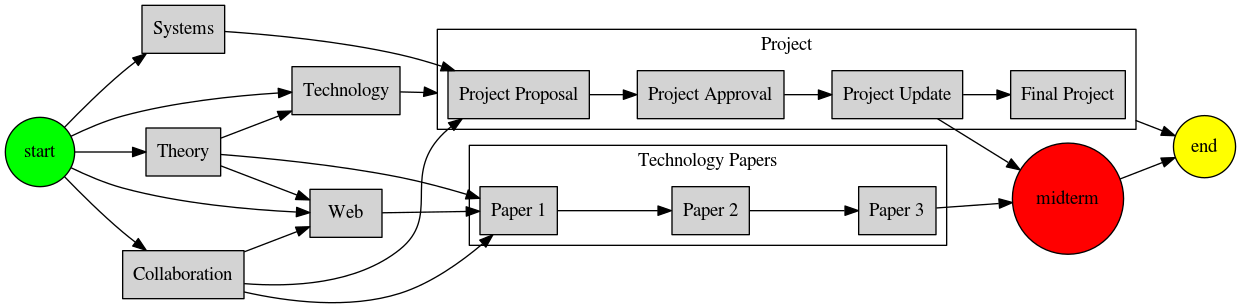 Systems
Project
Technology
Project Proposal
Project Approval
Project Update
Final Project
start
Theory
end
Technology Papers
midterm
Web
Paper 1
Paper 2
Paper 3
Collaboration